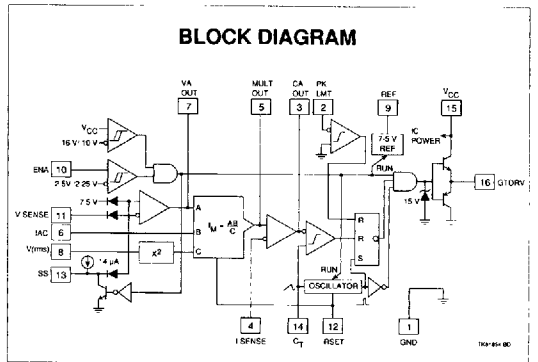 BLOCK DIAGRAM
VA OUT
7
MULT OUT
5
CA OUT
3
PK LMT
2
REF
9
VCC
15
VCC
16 V/10 V
ENA 10
2 5V/2 25 V
7 5 V
V SENSE 11
IAC 6
V(rms) 8
SS 13
14 µA
X²
A
B
C
IM = AB/C
7-5 V REF
IC POWER
RUN
15 V
16 GTDRV
R
R
S
Q
RUN
OSCILLATOR
4
I SENSE
14
CT
12
RSET
1
GND